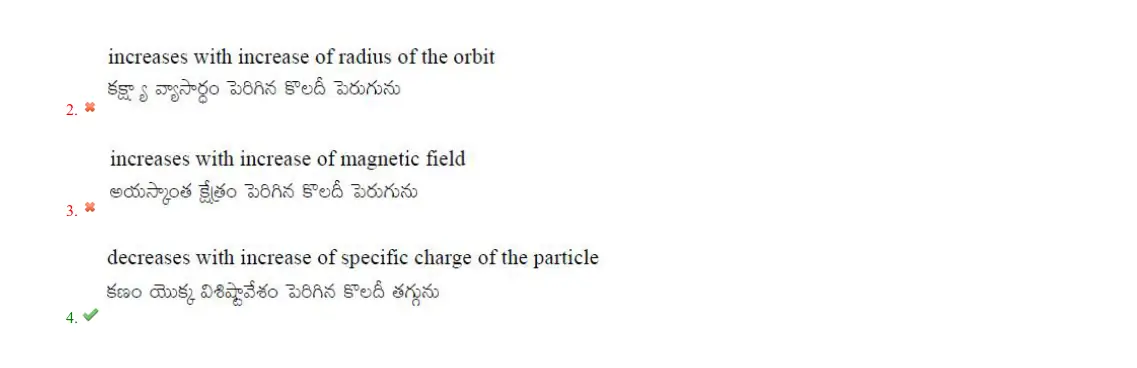 increases with increase of radius of the orbit
కక్ష్యా వ్యాసార్ధం పెరిగిన కొలదీ పెరుగును
2.
increases with increase of magnetic field
అయస్కాంత క్షేత్రం పెరిగిన కొలదీ పెరుగును
3.
decreases with increase of specific charge of the particle
కణం యొక్క విశిష్టావేశం పెరిగిన కొలదీ తగ్గును
4.